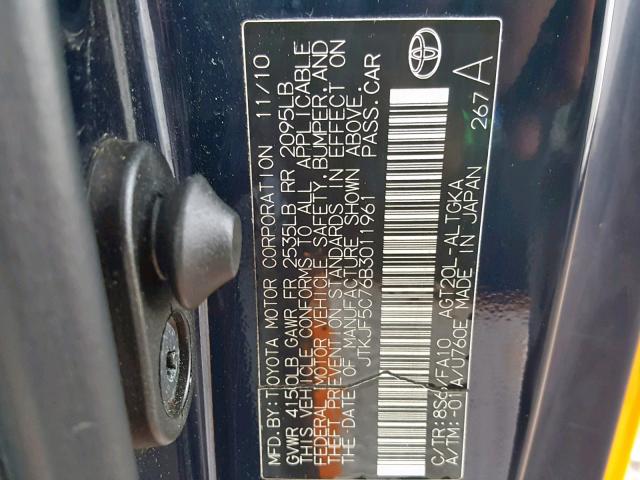 MFD.BY:TOYOTA MOTOR CORPORATION 11/10
GVWR 4150LB GAWR FR 2535LB RR 2095LB
THIS VEHICLE CONFORMS TO ALL APPLICABLE
FEDERAL MOTOR VEHICLE SAFETY, BUMPER, AND
THEFT PREVENTION STANDARDS IN EFFECT ON
THE DATE OF MANUFACTURE SHOWN ABOVE.
JTKJF5C76B3011961 PASS.CAR
C/TR: /FA10 AGT20L-ALTGKA
A/TM: /U760E MADE IN JAPAN 267 A